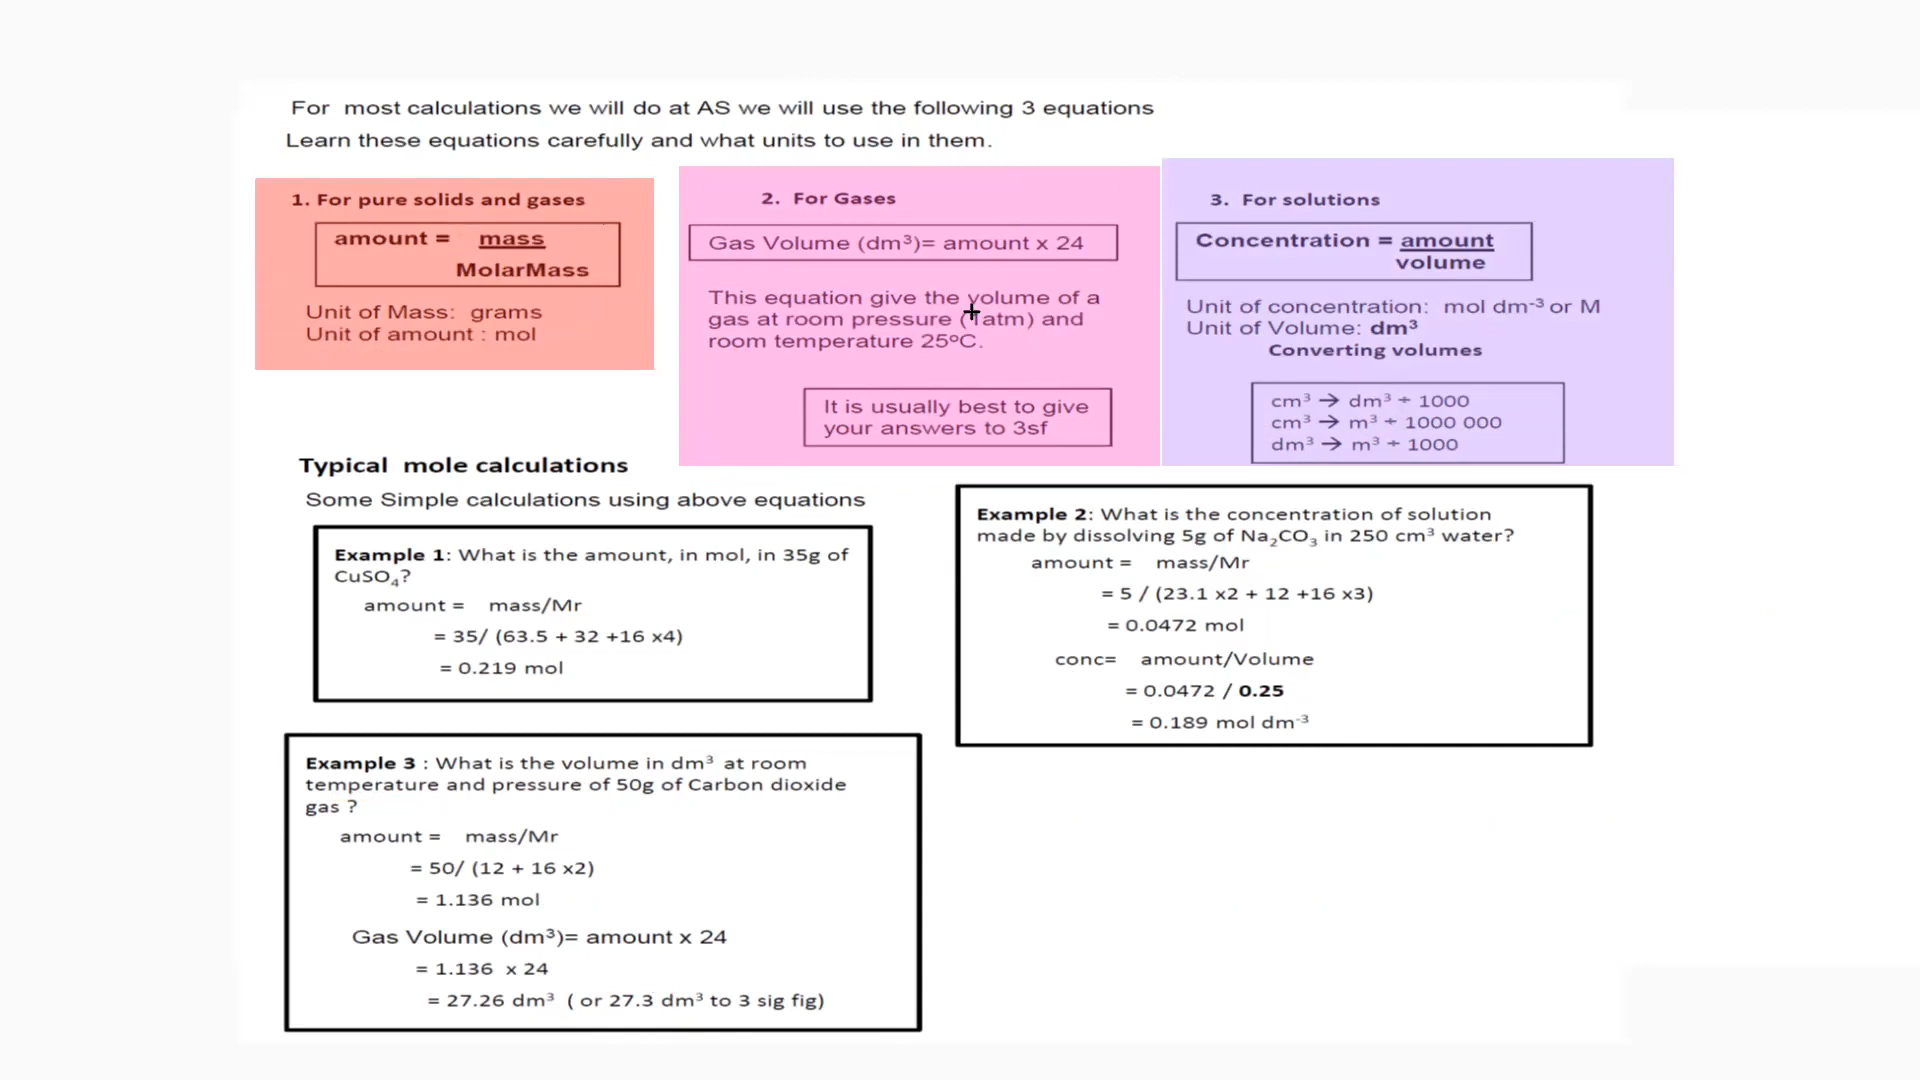 For most calculations we will do at AS we will use the following 3 equations
Learn these equations carefully and what units to use in them.
1. For pure solids and gases
amount = mass
MolarMass
Unit of Mass: grams
Unit of amount : mol
2. For Gases
Gas Volume (dm³)= amount x 24
This equation give the volume of a
gas at room pressure (1atm) and
room temperature 25ºC.
It is usually best to give
your answers to 3sf
3. For solutions
Concentration = amount
volume
Unit of concentration: mol dm⁻³ or M
Unit of Volume: dm³
Converting volumes
cm³ → dm³ ÷ 1000
cm³ → m³ ÷ 1000 000
dm³ → m³ ÷ 1000
Typical mole calculations
Some Simple calculations using above equations
Example 1: What is the amount, in mol, in 35g of
CuSO₄?
amount = mass/Mr
= 35/ (63.5 + 32 +16 x4)
= 0.219 mol
Example 2: What is the concentration of solution
made by dissolving 5g of Na₂CO₃ in 250 cm³ water?
amount = mass/Mr
= 5 / (23.1 x2 + 12 +16 x3)
= 0.0472 mol
conc= amount/Volume
= 0.0472 / 0.25
= 0.189 mol dm⁻³
Example 3 : What is the volume in dm³ at room
temperature and pressure of 50g of Carbon dioxide
gas ?
amount = mass/Mr
= 50/ (12 + 16 x2)
= 1.136 mol
Gas Volume (dm³)= amount x 24
= 1.136 x 24
= 27.26 dm³ ( or 27.3 dm³ to 3 sig fig)